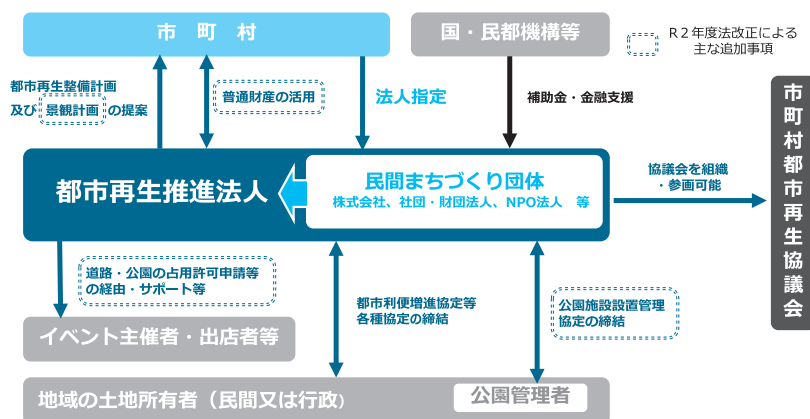 市 町 村
国・民都機構等
R2年度法改正による
主な追加事項
都市再生整備計画
及び 景観計画 の提案
普通財産の活用
法人指定
補助金・金融支援
都市再生推進法人
民間まちづくり団体
株式会社、社団・財団法人、NPO法人 等
協議会を組織
・参画可能
市町村都市再生協議会
道路・公園の占用許可申請等
の経由・サポート等
都市利便増進協定等
各種協定の締結
公園施設設置管理
協定の締結
イベント主催者・出店者等
地域の土地所有者（民間又は行政）
公園管理者